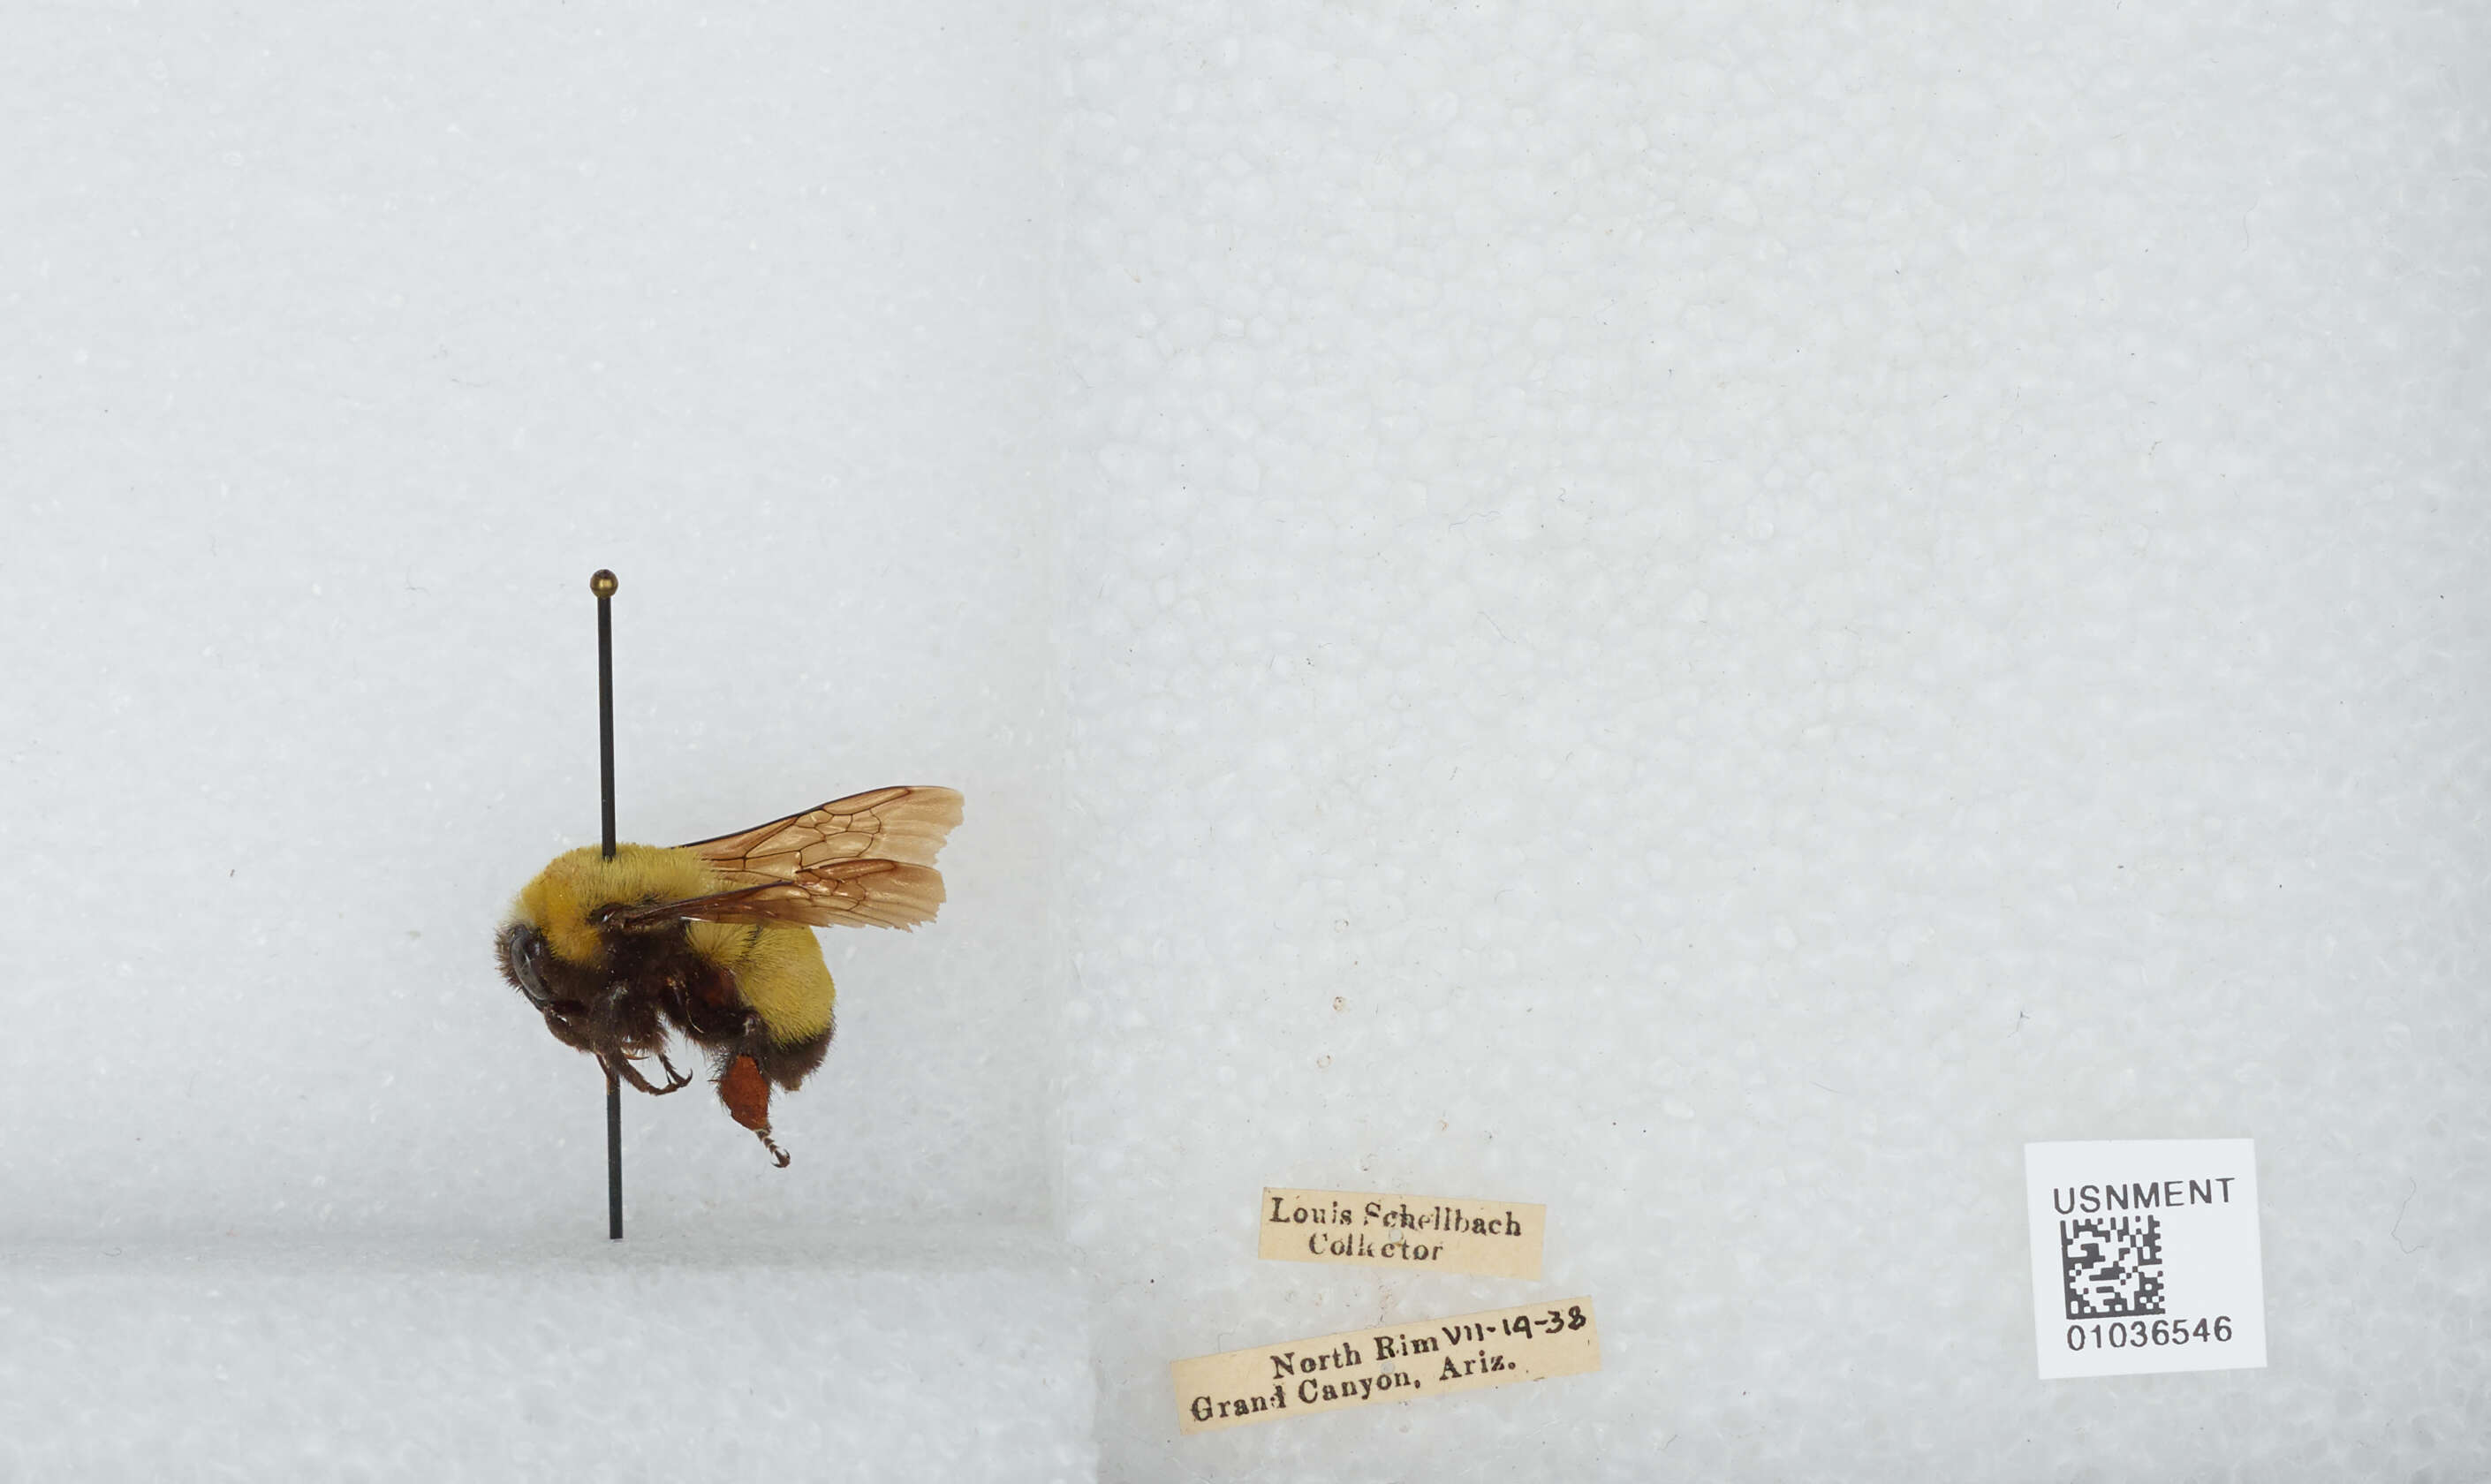 Louis Schellbach
Collector
North Rim VII-19-38
Grand Canyon, Ariz.
USNMENT
01036546